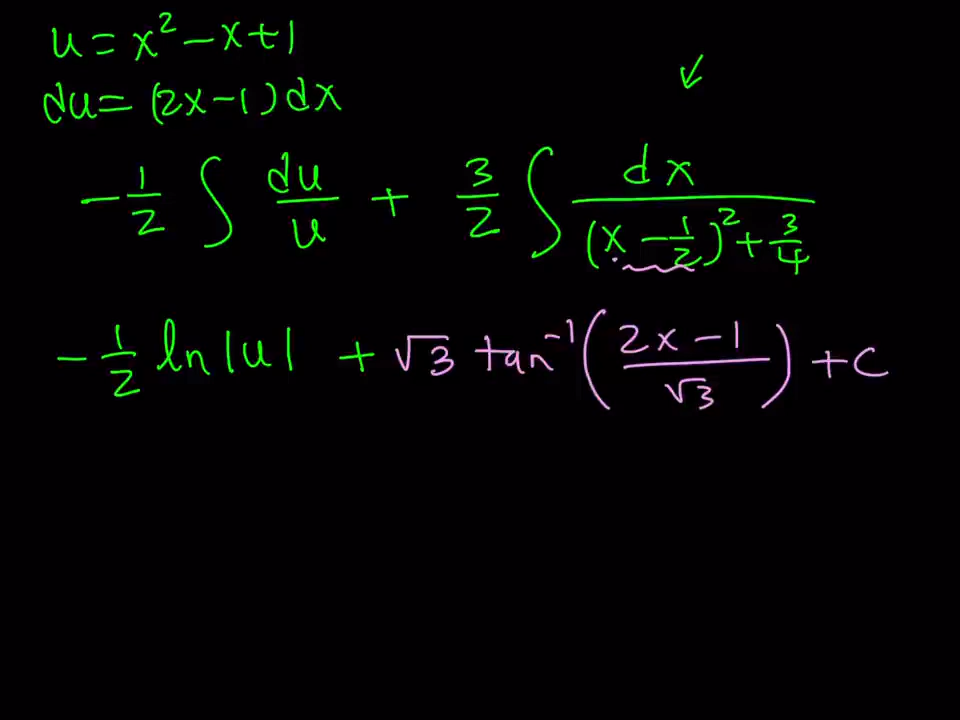 u = x² - x + 1
du = (2x - 1) dx
- 1/2 ∫ du/u + 3/2 ∫ dx/((x - 1/2)² + 3/4)
- 1/2 ln|u| + √3 tan⁻¹((2x - 1)/√3) + C